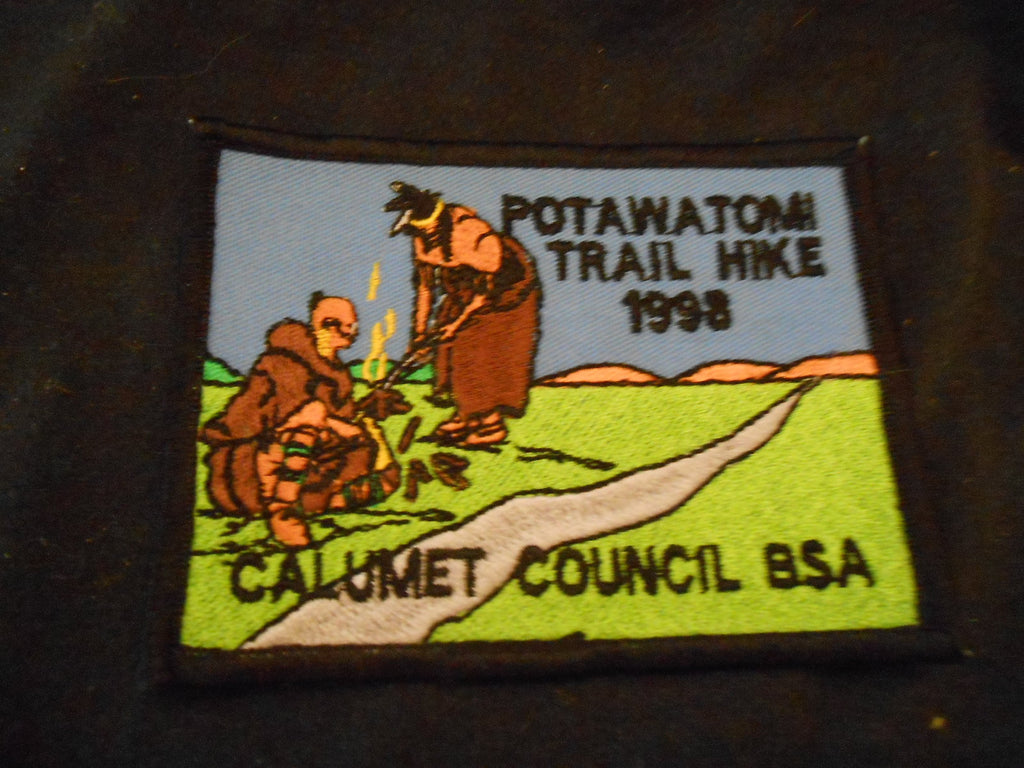 POTAWATOMI
TRAIL HIKE
1998
CALUMET COUNCIL BSA